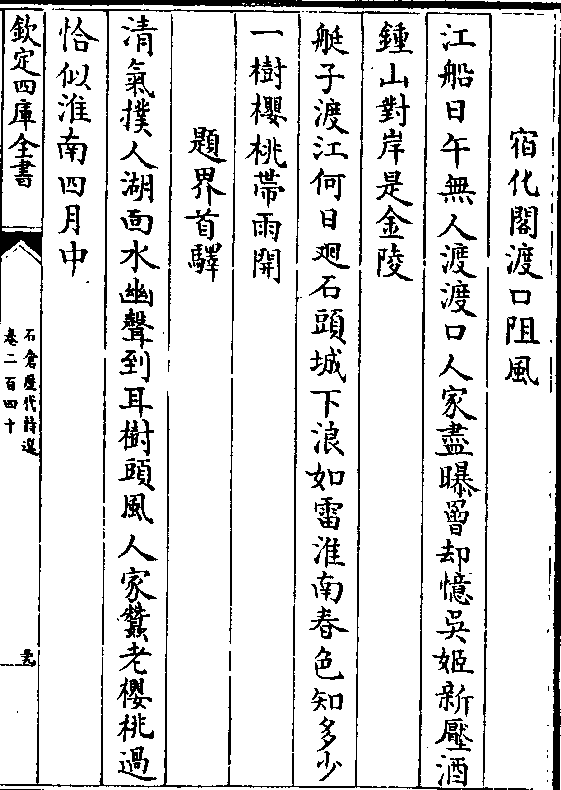 宿化閣渡口阻風
江船日午無人渡渡口人家盡曝罾却憶吳姬新壓酒
鍾山對岸是金陵
艇子渡江何日廻石頭城下浪如雷淮南春色知多少
一樹櫻桃帶雨開
題界首驛
清氣撲人湖面水幽聲到耳樹頭風人家蠶老櫻桃過
恰似淮南四月中
欽定四庫全書
石倉歷代詩選
卷二百四十